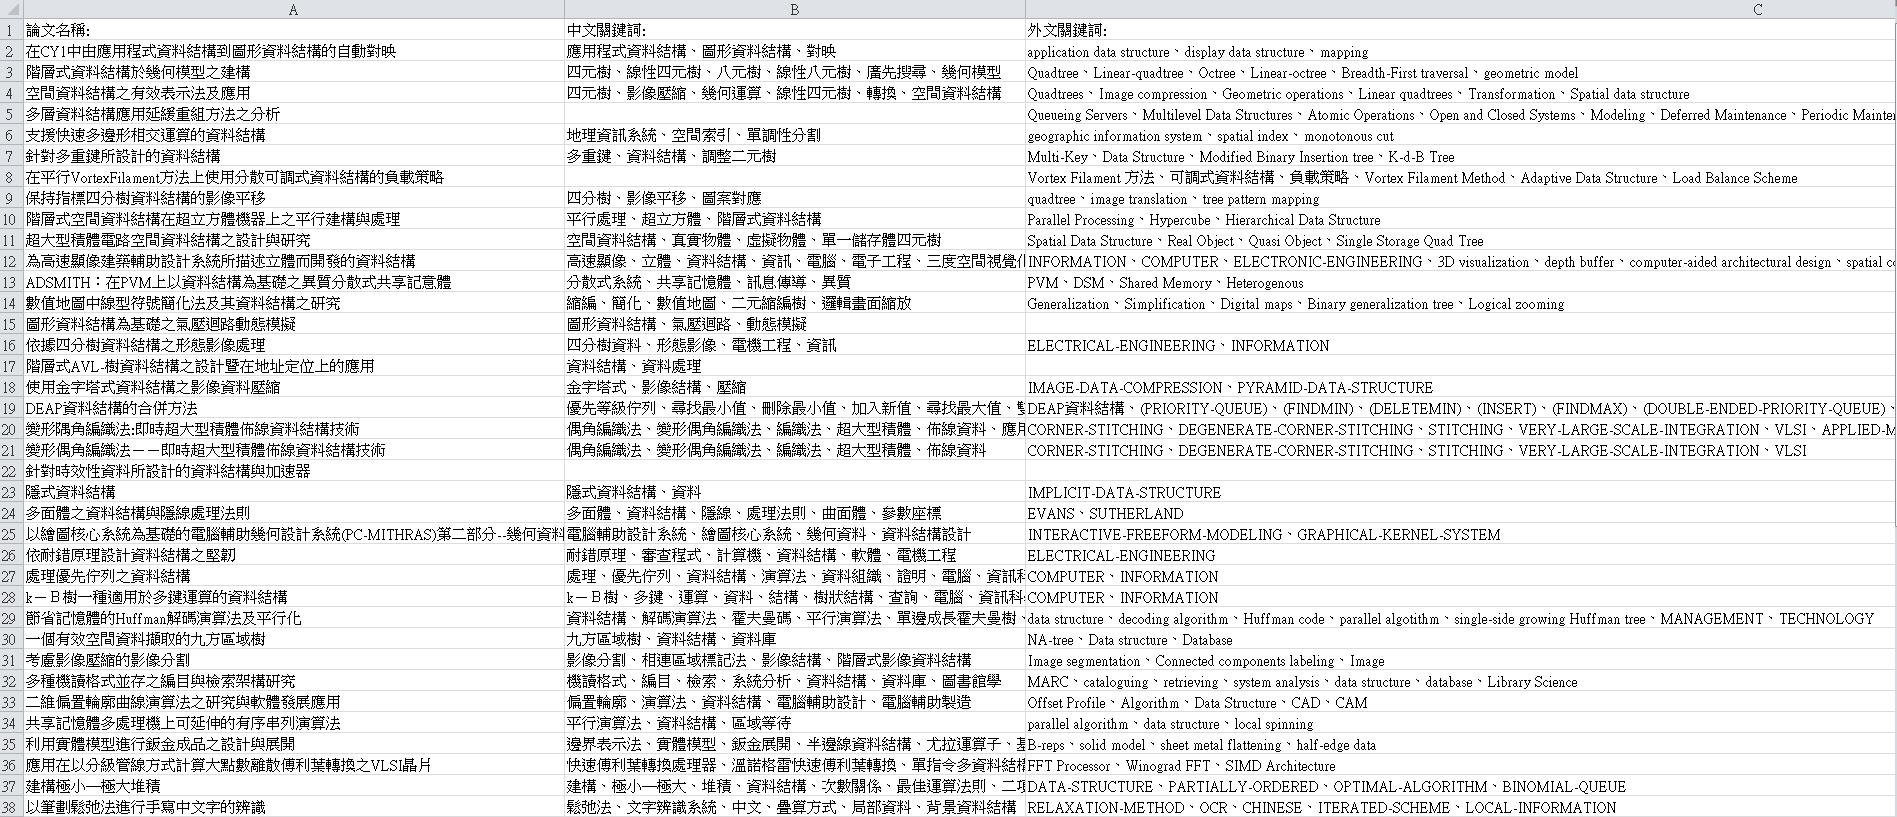 A B C
1 論文名稱: 中文關鍵詞: 外文關鍵詞:
2 在CY1中由應用程式資料結構到圖形資料結構的自動對映 應用程式資料結構、圖形資料結構、對映 application data structure、display data structure、mapping
3 階層式資料結構於幾何模型之建構 四元樹、線性四元樹、八元樹、線性八元樹、廣先搜尋、幾何模型 Quadtree、Linear-quadtree、Octree、Linear-octree、Breadth-First traversal、geometric model
4 空間資料結構之有效表示法及應用 四元樹、影像壓縮、幾何運算、線性四元樹、轉換、空間資料結構 Quadtrees、Image compression、Geometric operations、Linear quadtrees、Transformation、Spatial data structure
5 多層資料結構應用延緩重組方法之分析 Queueing Servers、Multilevel Data Structures、Atomic Operations、Open and Closed Systems、Modeling、Deferred Maintenance、Periodic Mainter
6 支援快速多邊形相交運算的資料結構 地理資訊系統、空間索引、單調性分割 geographic information system、spatial index、monotonous cut
7 針對多重鍵所設計的資料結構 多重鍵、資料結構、調整二元樹 Multi-Key、Data Structure、Modified Binary Insertion tree、K-d-B Tree
8 在平行VortexFilament方法上使用分散可調式資料結構的負載策略 Vortex Filament 方法、可調式資料結構、負載策略、Vortex Filament Method、Adaptive Data Structure、Load Balance Scheme
9 保持指標四分樹資料結構的影像平移 四分樹、影像平移、圖案對應 quadtree、image translation、tree pattern mapping
10 階層式空間資料結構在超立方體機器上之平行建構與處理 平行處理、超立方體、階層式資料結構 Parallel Processing、Hypercube、Hierarchical Data Structure
11 超大型積體電路空間資料結構之設計與研究 空間資料結構、真實物體、虛擬物體、單一儲存體四元樹 Spatial Data Structure、Real Object、Quasi Object、Single Storage Quad Tree
12 為高速顯像建築輔助設計系統所描述立體而開發的資料結構 高速顯像、立體、資料結構、資訊、電腦、電子工程、三度空間視覺化 INFORMATION、COMPUTER、ELECTRONIC-ENGINEERING、3D visualization、depth buffer、computer-aided architectural design、spatial co
13 ADSMITH：在PVM上以資料結構為基礎之異質分散式共享記意體 分散式系統、共享記憶體、訊息傳導、異質 PVM、DSM、Shared Memory、Heterogenous
14 數值地圖中線型符號簡化法及其資料結構之研究 縮編、簡化、數值地圖、二元縮編樹、邏輯畫面縮放 Generalization、Simplification、Digital maps、Binary generalization tree、Logical zooming
15 圖形資料結構為基礎之氣壓迴路動態模擬 圖形資料結構、氣壓迴路、動態模擬
16 依據四分樹資料結構之形態影像處理 四分樹資料、形態影像、電機工程、資訊 ELECTRICAL-ENGINEERING、INFORMATION
17 階層式AVL-樹資料結構之設計暨在地址定位上的應用 資料結構、資料處理
18 使用金字塔式資料結構之影像資料壓縮 金字塔式、影像結構、壓縮 IMAGE-DATA-COMPRESSION、PYRAMID-DATA-STRUCTURE
19 DEAP資料結構的合併方法 優先等級佇列、尋找最小值、刪除最小值、加入新值、尋找最大值、 DEAP資料結構、(PRIORITY-QUEUE)、(FINDMIN)、(DELETEMIN)、(INSERT)、(FINDMAX)、(DOUBLE-ENDED-PRIORITY-QUEUE)、
20 變形隅角編織法:即時超大型積體佈線資料結構技術 偶角編織法、變形偶角編織法、編織法、超大型積體、佈線資料、應用 CORNER-STITCHING、DEGENERATE-CORNER-STITCHING、STITCHING、VERY-LARGE-SCALE-INTEGRATION、VLSI、APPLIED-M
21 變形偶角編織法－－即時超大型積體佈線資料結構技術 偶角編織法、變形偶角編織法、編織法、超大型積體、佈線資料 CORNER-STITCHING、DEGENERATE-CORNER-STITCHING、STITCHING、VERY-LARGE-SCALE-INTEGRATION、VLSI
22 針對時效性資料所設計的資料結構與加速器
23 隱式資料結構 隱式資料結構、資料 IMPLICIT-DATA-STRUCTURE
24 多面體之資料結構與隱線處理法則 多面體、資料結構、隱線、處理法則、曲面體、參數座標 EVANS、SUTHERLAND
25 以繪圖核心系統為基礎的電腦輔助幾何設計系統(PC-MITHRAS)第二部分--幾何資料 電腦輔助設計系統、繪圖核心系統、幾何資料、資料結構設計 INTERACTIVE-FREEFORM-MODELING、GRAPHICAL-KERNEL-SYSTEM
26 依耐錯原理設計資料結構之堅韌 耐錯原理、審查程式、計算機、資料結構、軟體、電機工程 ELECTRICAL-ENGINEERING
27 處理優先佇列之資料結構 處理、優先佇列、資料結構、演算法、資料組織、證明、電腦、資訊科 COMPUTER、INFORMATION
28 k－Ｂ樹一種適用於多鍵運算的資料結構 k－Ｂ樹、多鍵、運算、資料、結構、樹狀結構、查詢、電腦、資訊科 COMPUTER、INFORMATION
29 節省記憶體的Huffman解碼演算法及平行化 資料結構、解碼演算法、霍夫曼碼、平行演算法、單邊成長霍夫曼樹、 data structure、decoding algorithm、Huffman code、parallel algotithm、single-side growing Huffman tree、MANAGEMENT、TECHNOLOGY
30 一個有效空間資料擷取的九方區域樹 九方區域樹、資料結構、資料庫 NA-tree、Data structure、Database
31 考慮影像壓縮的影像分割 影像分割、相連區域標記法、影像結構、階層式影像資料結構 Image segmentation、Connected components labeling、Image
32 多種機讀格式並存之編目與檢索架構研究 機讀格式、編目、檢索、系統分析、資料結構、資料庫、圖書館學 MARC、cataloguing、retrieving、system analysis、data structure、database、Library Science
33 二維偏置輪廓曲線演算法之研究與軟體發展應用 偏置輪廓、演算法、資料結構、電腦輔助設計、電腦輔助製造 Offset Profile、Algorithm、Data Structure、CAD、CAM
34 共享記憶體多處理機上可延伸的有序串列演算法 平行演算法、資料結構、區域等待 parallel algorithm、data structure、local spinning
35 利用實體模型進行鈑金成品之設計與展開 邊界表示法、實體模型、鈑金展開、半邊線資料結構、尤拉運算子、 B-reps、solid model、sheet metal flattening、half-edge data
36 應用在以分級管線方式計算大點數離散傅利葉轉換之VLSI晶片 快速傅利葉轉換處理器、溫諾格雷快速傅利葉轉換、單指令多資料結構 FFT Processor、Winograd FFT、SIMD Architecture
37 建構極小—極大堆積 建構、極小—極大、堆積、資料結構、次數關係、最佳運算法則、二項 DATA-STRUCTURE、PARTIALLY-ORDERED、OPTIMAL-ALGORITHM、BINOMIAL-QUEUE
38 以筆劃鬆弛法進行手寫中文字的辨識 鬆弛法、文字辨識系統、中文、疊算方式、局部資料、背景資料結構 RELAXATION-METHOD、OCR、CHINESE、ITERATED-SCHEME、LOCAL-INFORMATION